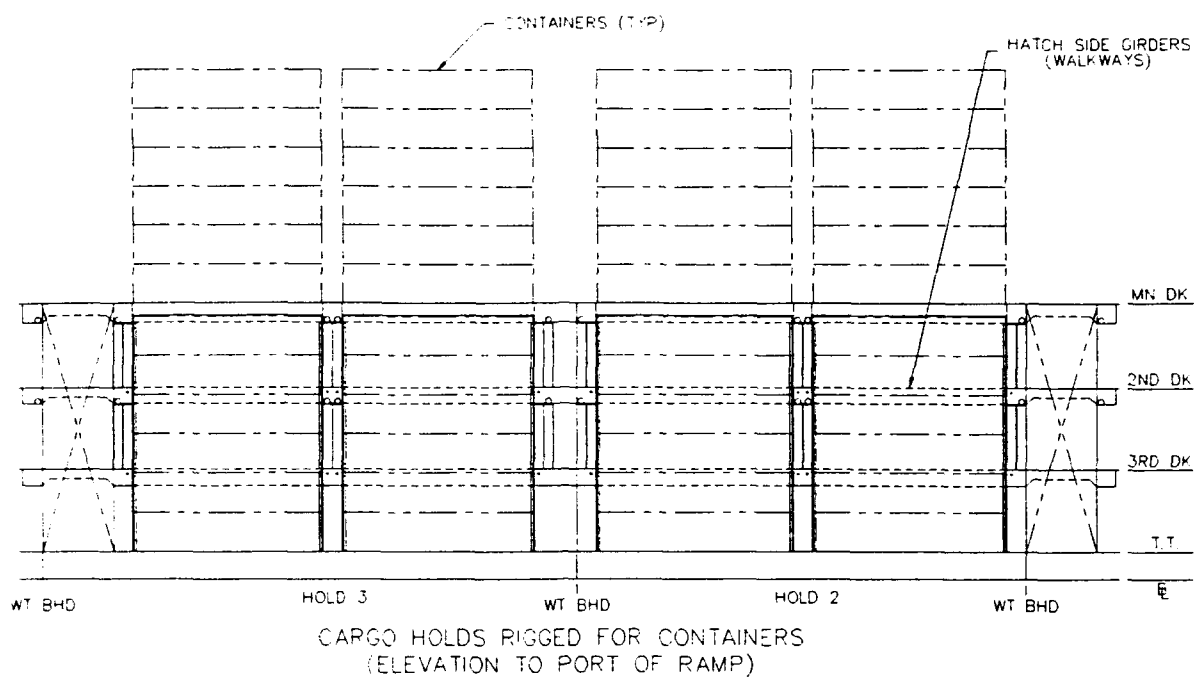 CONTAINERS (TYP)
HATCH SIDE GIRDERS
(WALKWAYS)
MN DK
2ND DK
3RD DK
T.T.
WT BHD
HOLD 3
WT BHD
HOLD 2
WT BHD
CARGO HOLDS RIGGED FOR CONTAINERS
(ELEVATION TO PORT OF RAMP)